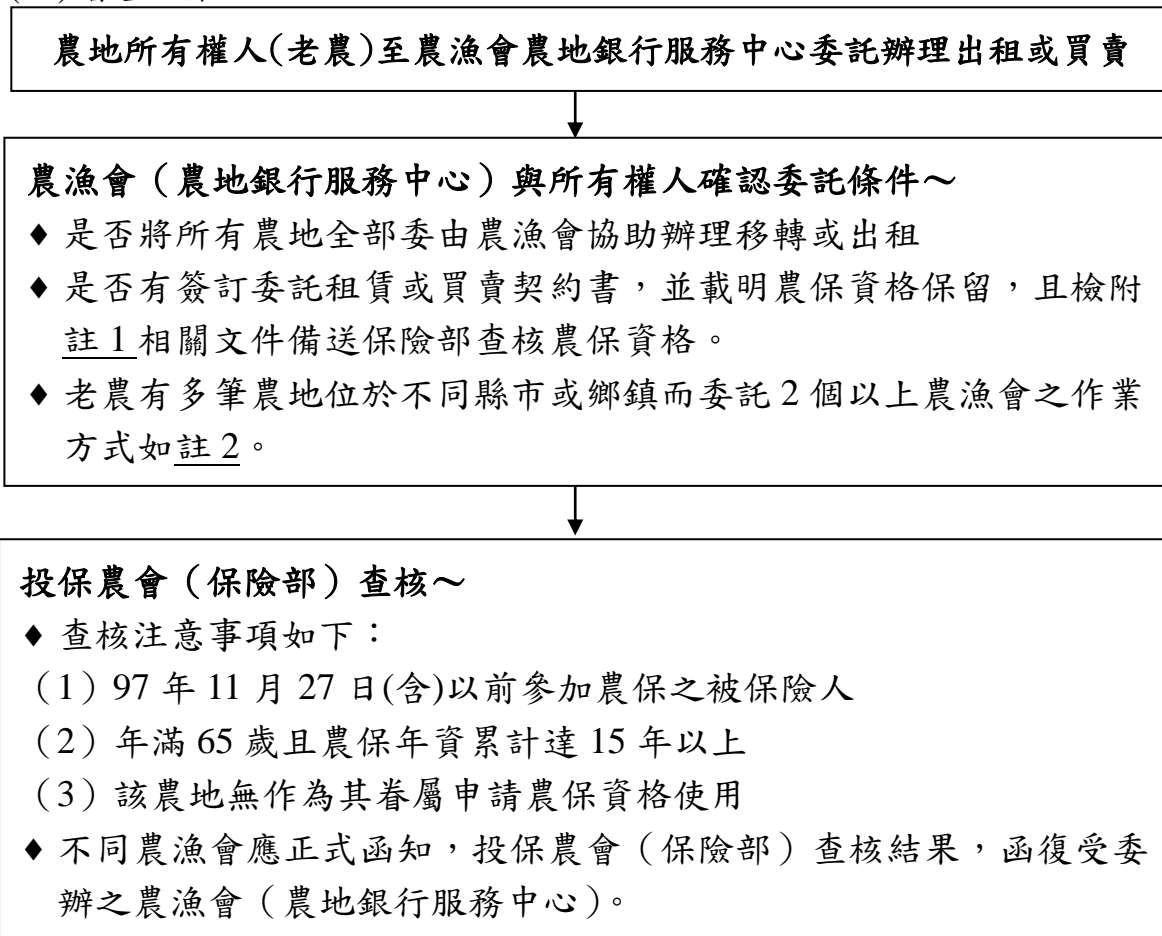 農地所有權人(老農)至農漁會農地銀行服務中心委託辦理出租或買賣
農漁會（農地銀行服務中心）與所有權人確認委託條件～
♦ 是否將所有農地全部委由農漁會協助辦理移轉或出租
♦ 是否有簽訂委託租賃或買賣契約書，並載明農保資格保留，且檢附
註 1 相關文件備送保險部查核農保資格。
♦ 老農有多筆農地位於不同縣市或鄉鎮而委託 2 個以上農漁會之作業
方式如註 2。
投保農會（保險部）查核～
♦ 查核注意事項如下：
（1）97 年 11 月 27 日(含)以前參加農保之被保險人
（2）年滿 65 歲且農保年資累計達 15 年以上
（3）該農地無作為其眷屬申請農保資格使用
♦ 不同農漁會應正式函知，投保農會（保險部）查核結果，函復受委
辦之農漁會（農地銀行服務中心）。